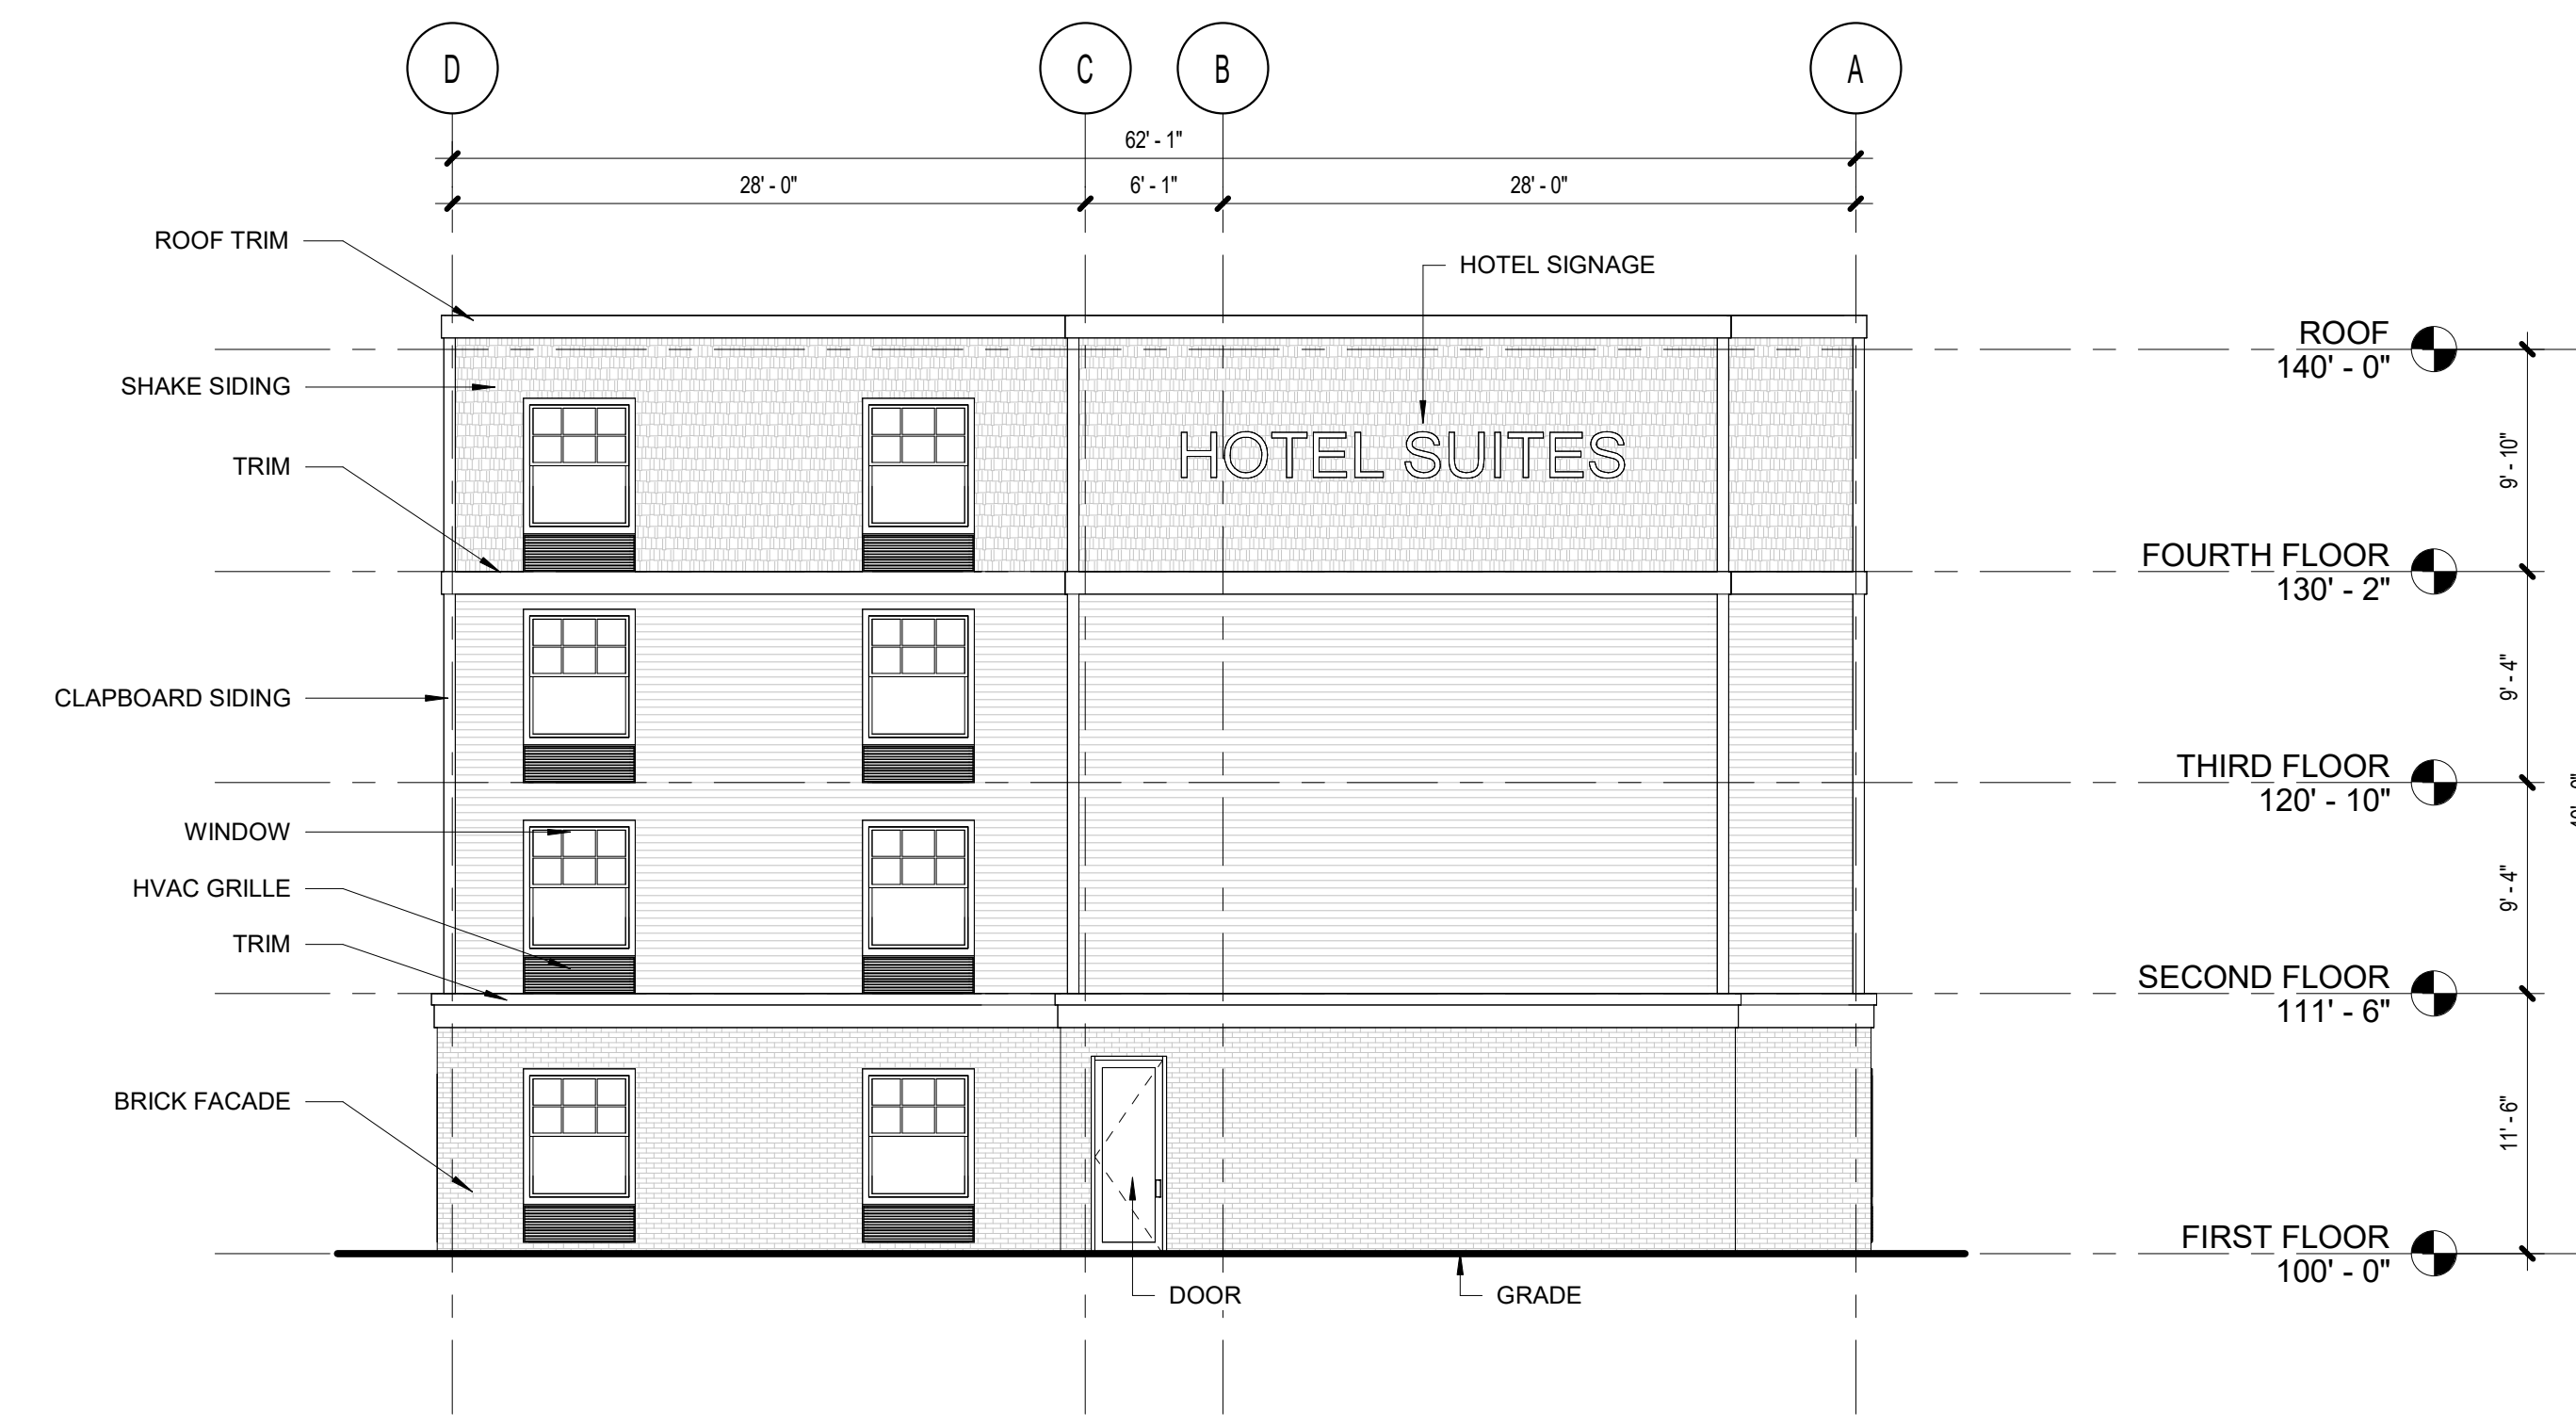 D
C
B
A
62' - 1"
28' - 0"
6' - 1"
28' - 0"
ROOF TRIM
HOTEL SIGNAGE
ROOF
140' - 0"
SHAKE SIDING
9' - 10"
HOTEL SUITES
TRIM
FOURTH FLOOR
130' - 2"
9' - 4"
CLAPBOARD SIDING
THIRD FLOOR
120' - 10"
WINDOW
9' - 4"
HVAC GRILLE
TRIM
SECOND FLOOR
111' - 6"
BRICK FACADE
11' - 6"
FIRST FLOOR
100' - 0"
DOOR
GRADE